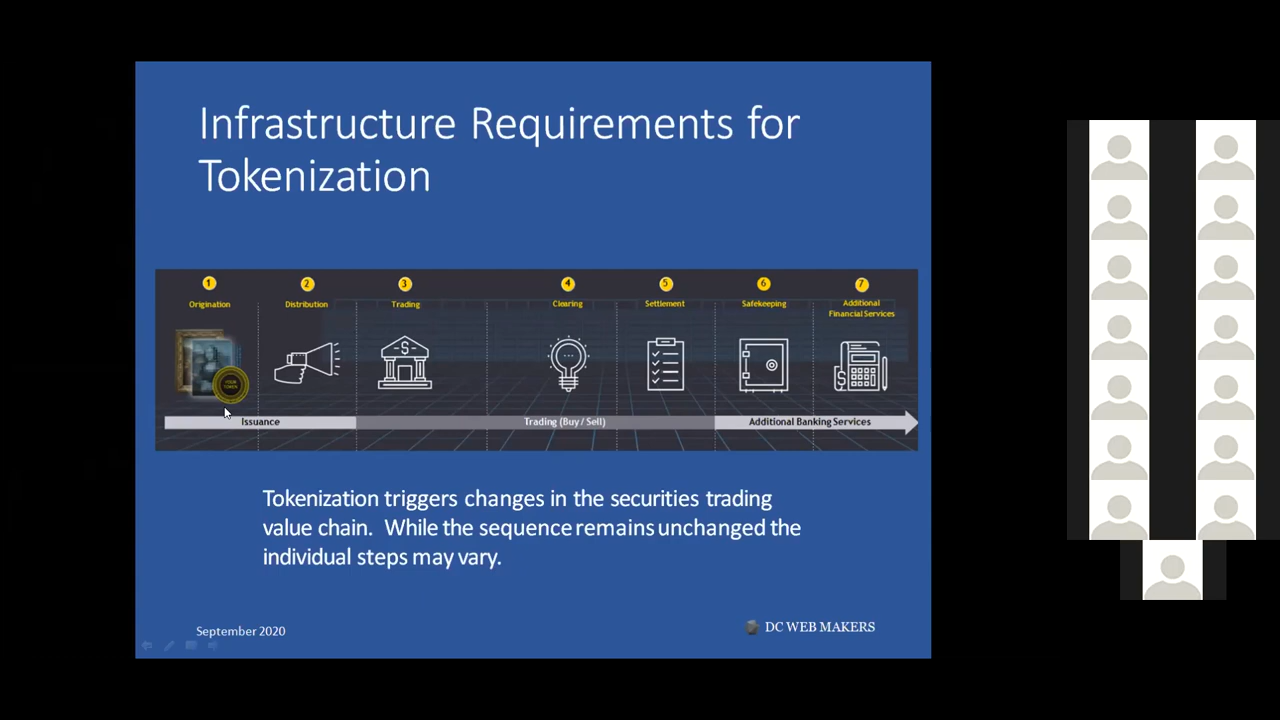 Infrastructure Requirements for
Tokenization
1 2 3 4 5 6 7
Origination Distribution Trading Clearing Settlement Safekeeping Additional
Financial Services
YOUR
TOKEN
Issuance Trading (Buy / Sell) Additional Banking Services
Tokenization triggers changes in the securities trading
value chain. While the sequence remains unchanged the
individual steps may vary.
September 2020 DC WEB MAKERS